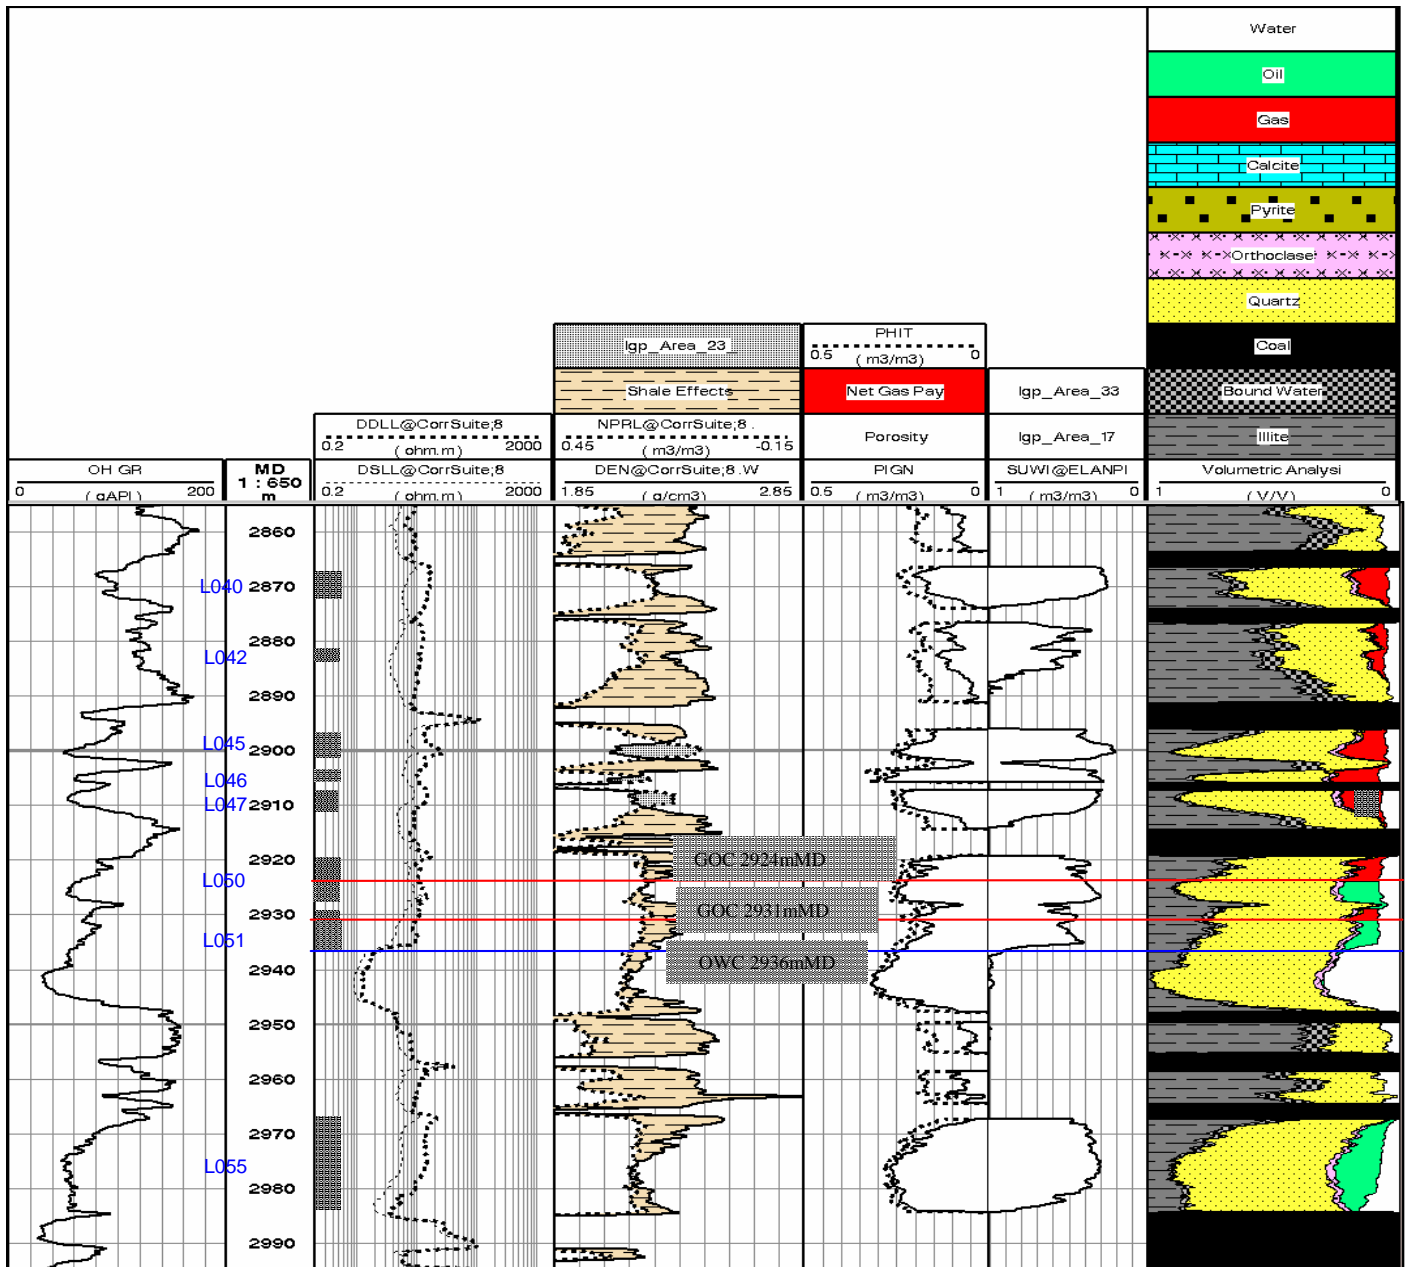 Water
Oil
Gas
Calcite
Pyrite
Orthoclase
Quartz
PHIT
0.5 (m3/m3) 0
lgp_Area_23_
Coal
Shale Effects
Net Gas Pay
lgp_Area_33
Bound Water
DDLL@CorrSuite;8
0.2 (ohm.m) 2000
NPRL@CorrSuite;8 .
0.45 (m3/m3) -0.15
Porosity
lgp_Area_17
Illite
OH GR
0 (gAPI) 200
MD
1 : 650
m
DSLL@CorrSuite;8
0.2 (ohm.m) 2000
DEN@CorrSuite;8 .W
1.85 (g/cm3) 2.85
PIGN
0.5 (m3/m3) 0
SUWI@ELANPI
1 (m3/m3) 0
Volumetric Analysi
1 (V/V) 0
2860
L040 2870
2880
L042
2890
L045
2900
L046
L047 2910
2920
GOC 2924mMD
L050
GOC 2931mMD
2930
L051
OWC 2936mMD
2940
2950
2960
2970
L055
2980
2990